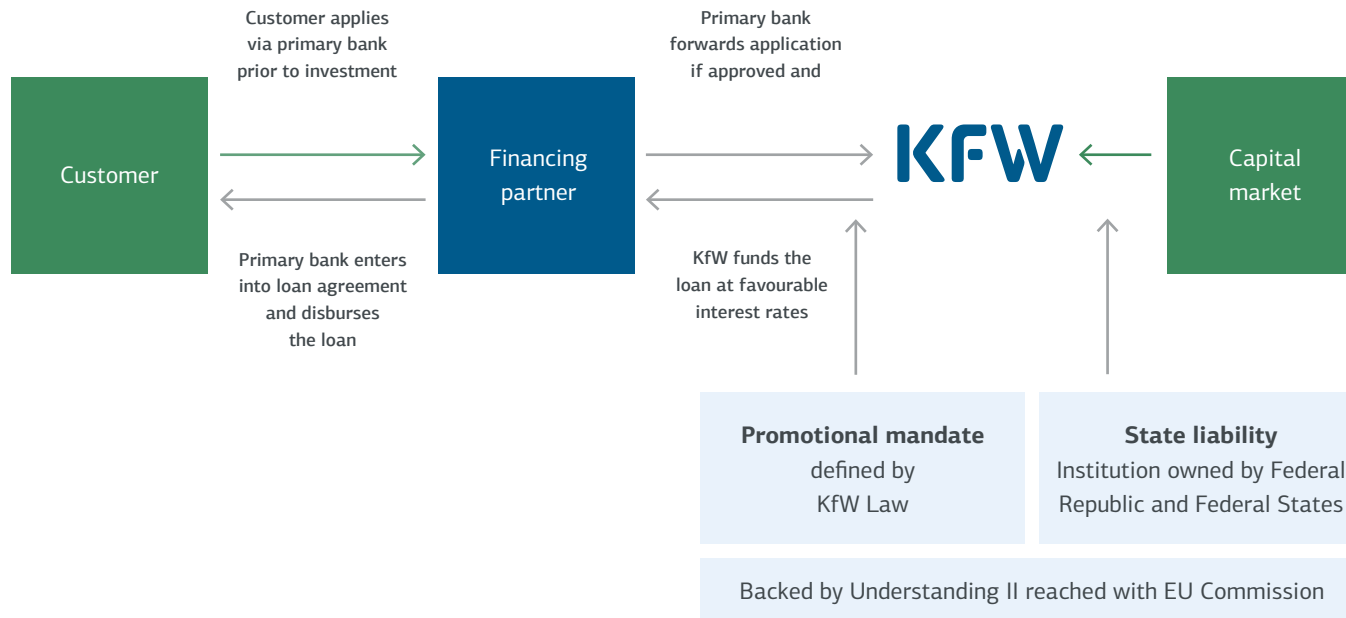 Customer applies
via primary bank
prior to investment
Primary bank
forwards application
if approved and
Customer
Financing
partner
KFW
Capital
market
Primary bank enters
into loan agreement
and disburses
the loan
KfW funds the
loan at favourable
interest rates
Promotional mandate
defined by
KfW Law
State liability
Institution owned by Federal
Republic and Federal States
Backed by Understanding II reached with EU Commission